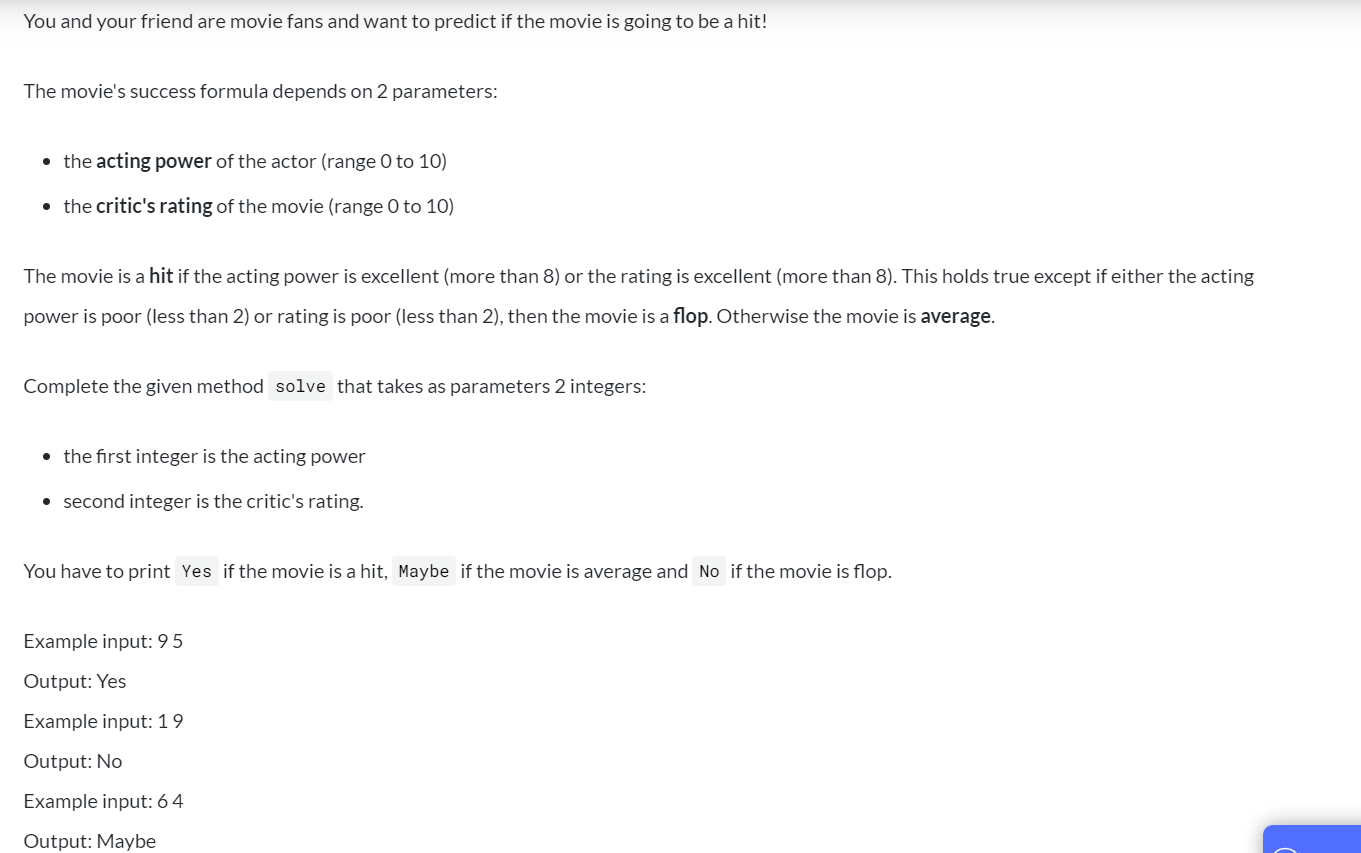 You and your friend are movie fans and want to predict if the movie is going to be a hit!
The movie's success formula depends on 2 parameters:
• the acting power of the actor (range 0 to 10)
• the critic's rating of the movie (range 0 to 10)
The movie is a hit if the acting power is excellent (more than 8) or the rating is excellent (more than 8). This holds true except if either the acting
power is poor (less than 2) or rating is poor (less than 2), then the movie is a flop. Otherwise the movie is average.
Complete the given method solve that takes as parameters 2 integers:
• the first integer is the acting power
• second integer is the critic's rating.
You have to print Yes if the movie is a hit, Maybe if the movie is average and No if the movie is flop.
Example input: 9 5
Output: Yes
Example input: 1 9
Output: No
Example input: 6 4
Output: Maybe